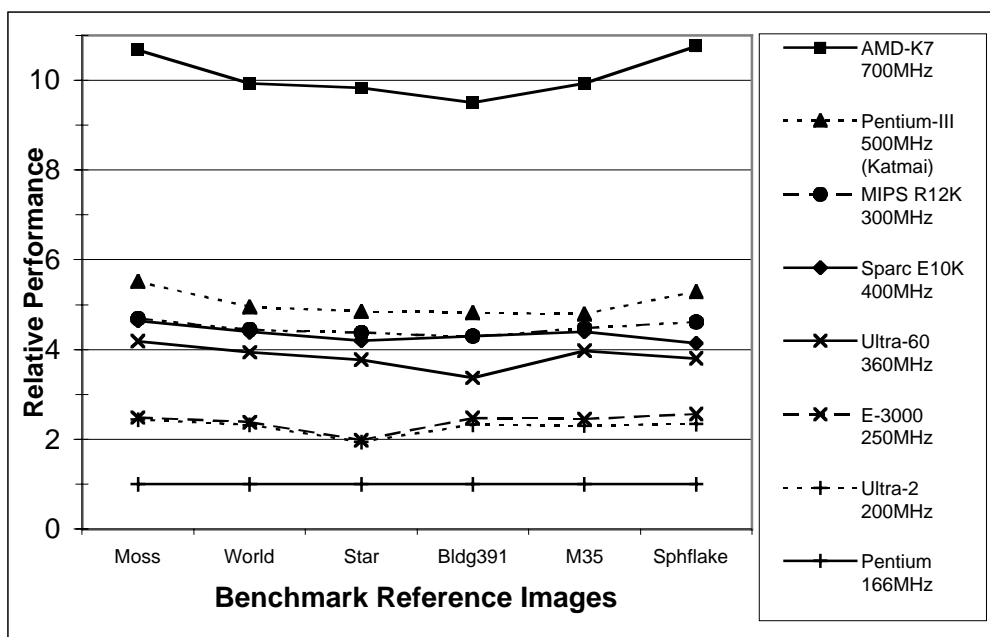 10
8
6
4
2
0
Relative Performance
Moss World Star Bldg391 M35 Sphflake
Benchmark Reference Images
AMD-K7
700MHz
Pentium-III
500MHz
(Katmai)
MIPS R12K
300MHz
Sparc E10K
400MHz
Ultra-60
360MHz
E-3000
250MHz
Ultra-2
200MHz
Pentium
166MHz